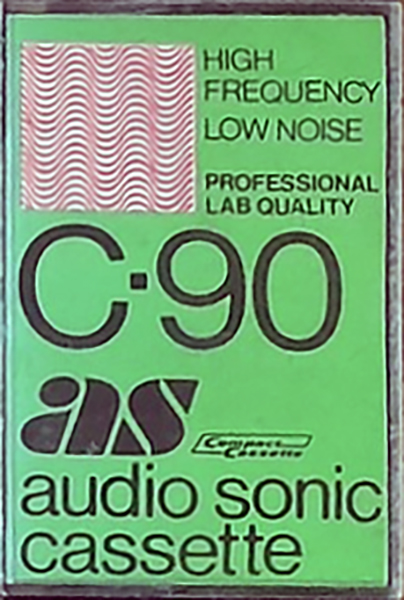 HIGH
FREQUENCY
LOW NOISE
PROFESSIONAL
LAB QUALITY
C·90
as
Compact
Cassette
audio sonic
cassette